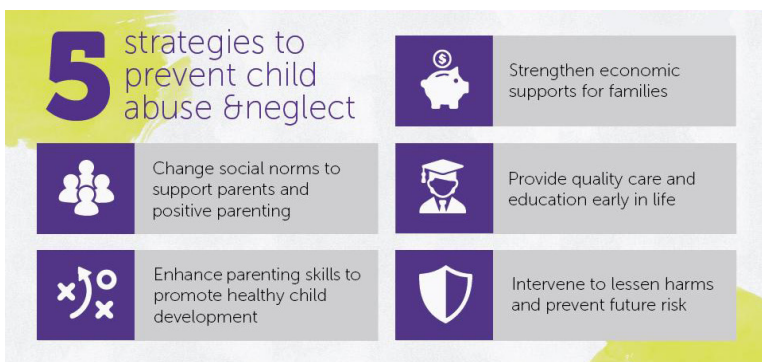 5 strategies to
prevent child
abuse &neglect
Strengthen economic
supports for families
Change social norms to
support parents and
positive parenting
Provide quality care and
education early in life
Enhance parenting skills to
promote healthy child
development
Intervene to lessen harms
and prevent future risk